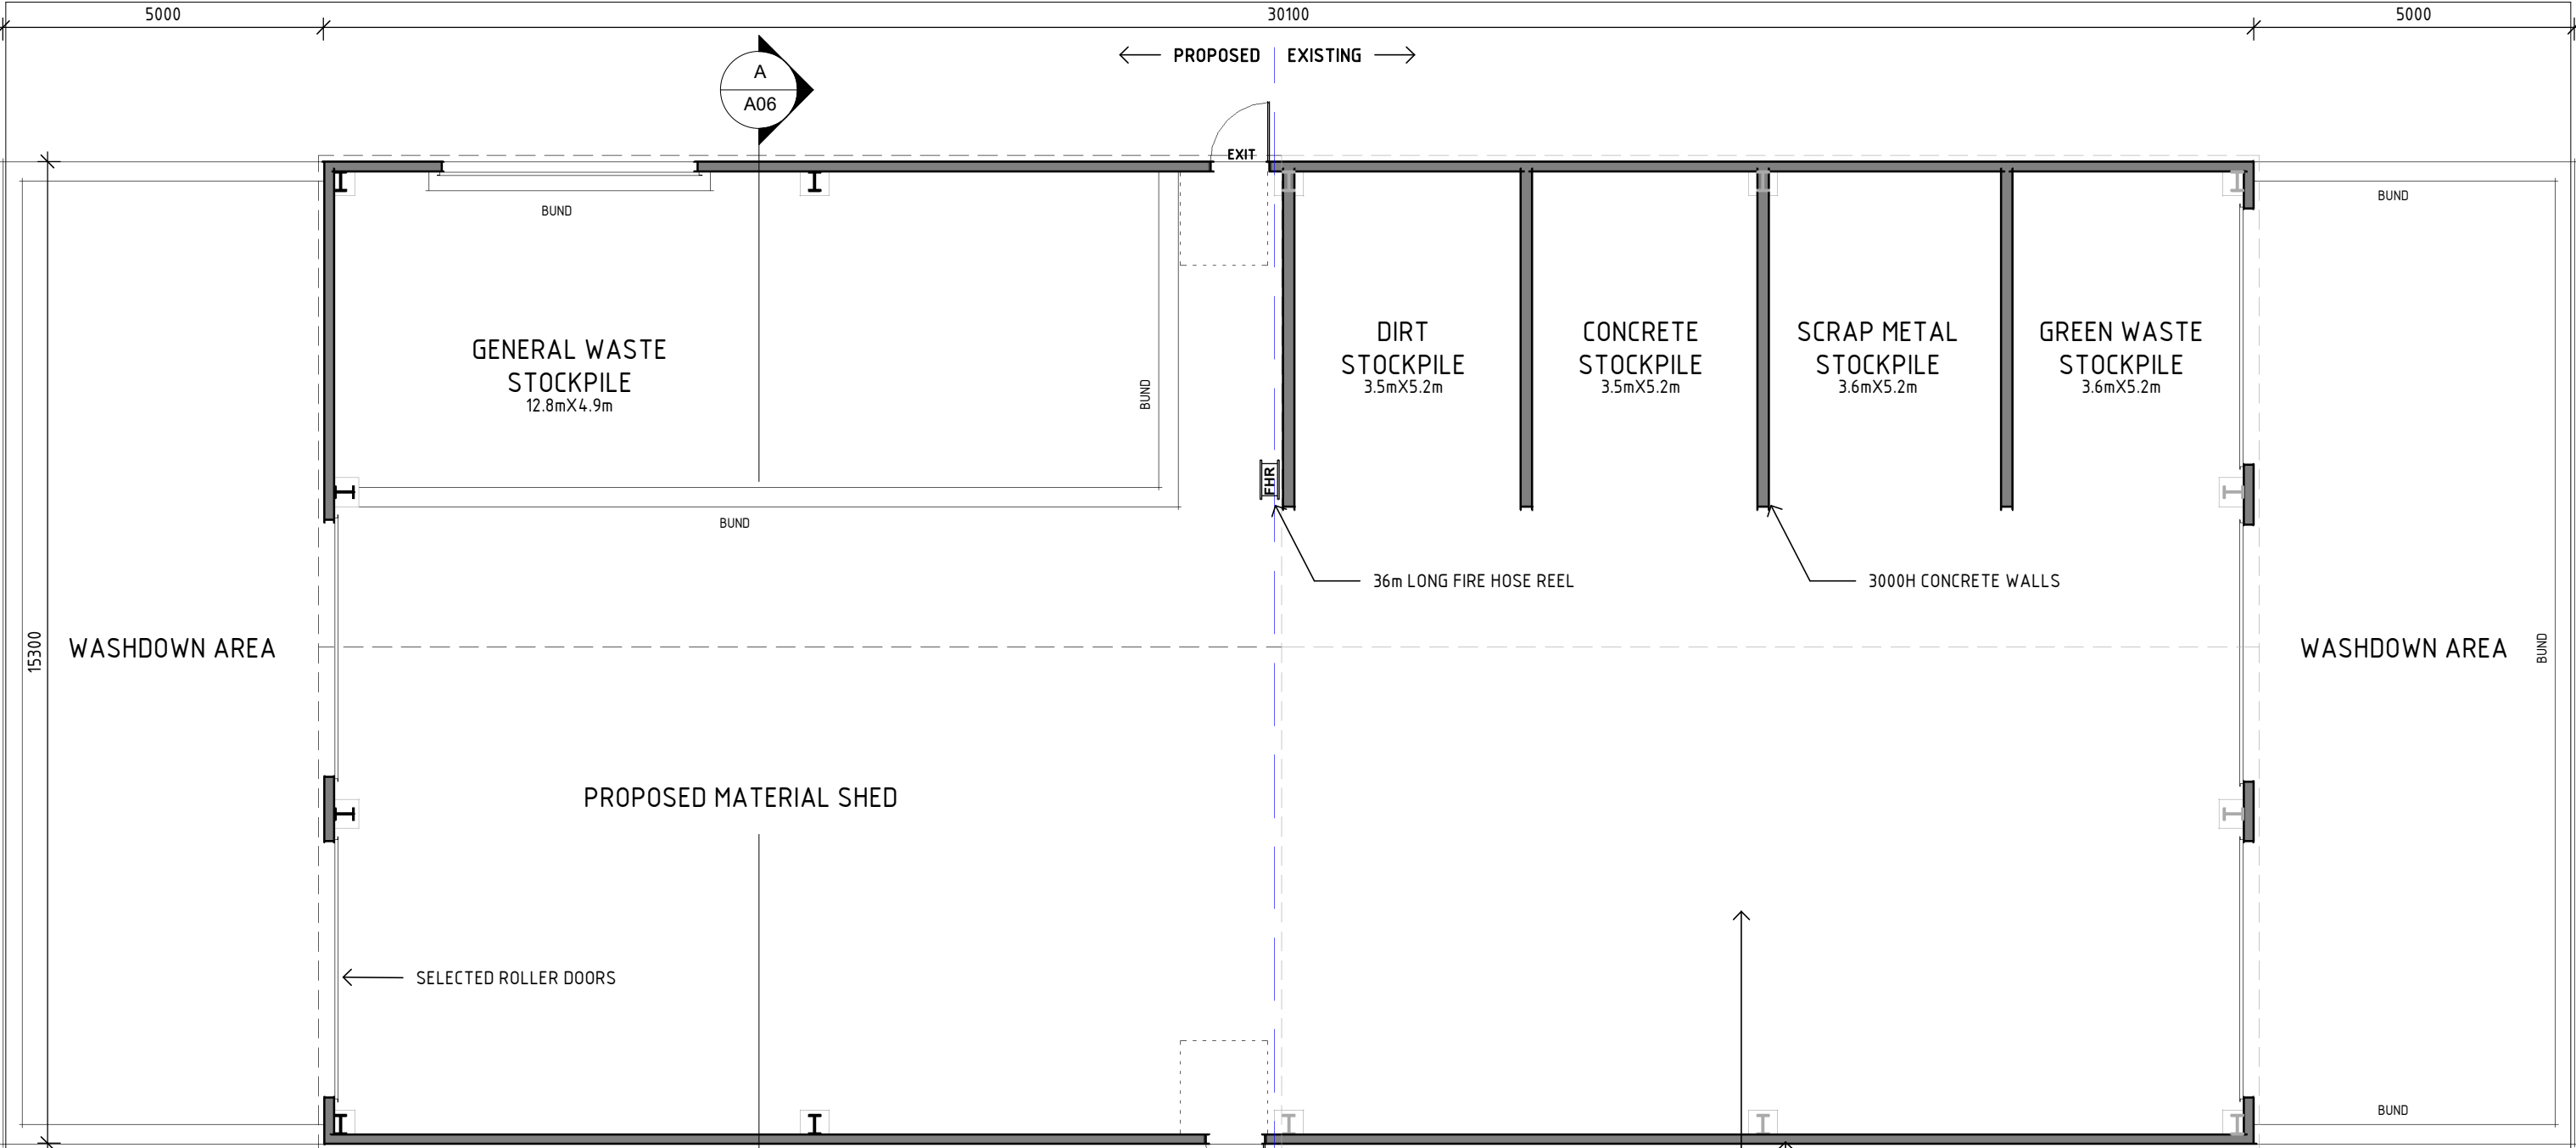 5000
30100
5000
PROPOSED
EXISTING
A
A06
EXIT
BUND
BUND
GENERAL WASTE
STOCKPILE
12.8mX4.9m
BUND
DIRT
STOCKPILE
3.5mX5.2m
CONCRETE
STOCKPILE
3.5mX5.2m
SCRAP METAL
STOCKPILE
3.6mX5.2m
GREEN WASTE
STOCKPILE
3.6mX5.2m
FHR
BUND
36m LONG FIRE HOSE REEL
3000H CONCRETE WALLS
15300
WASHDOWN AREA
WASHDOWN AREA
BUND
PROPOSED MATERIAL SHED
SELECTED ROLLER DOORS
BUND